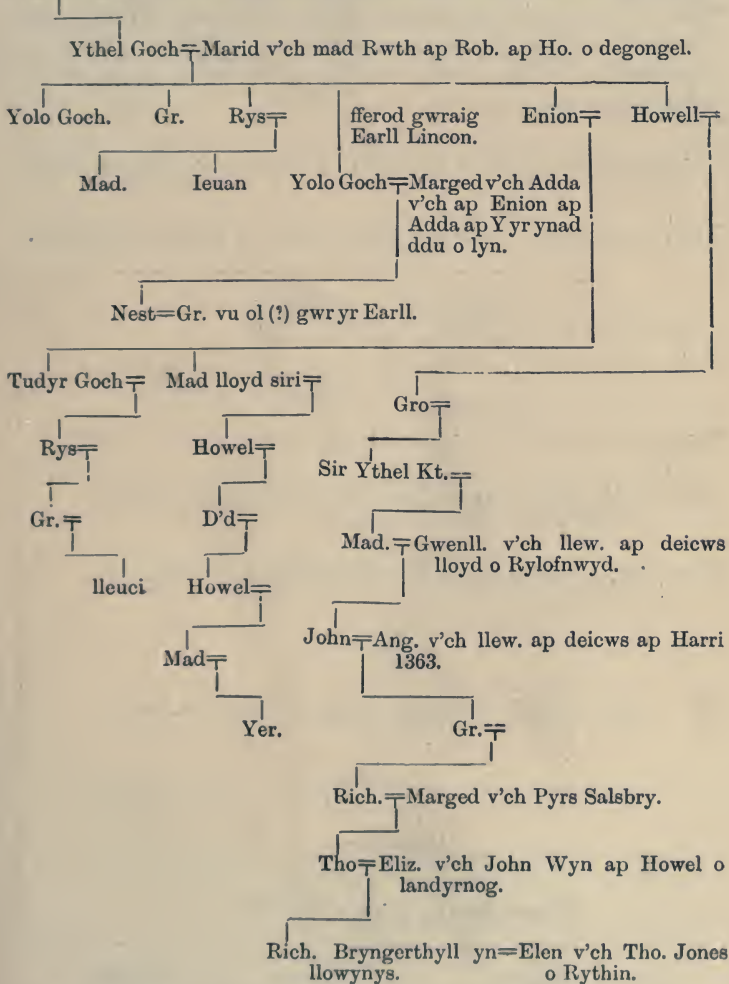 Ythel Goch=Marid v'ch mad Rwth ap Rob. ap Ho. o degongel.
Yolo Goch. Gr. Rys= fferod gwraig Enion= Howell=
Earll Lincon.
Mad. Ieuan Yolo Goch=Marged v'ch Adda
v'ch ap Enion ap
Adda ap Y yr ynad
ddu o lyn.
Nest=Gr. vu ol (?) gwr yr Earll.
Tudyr Goch= Mad lloyd siri=
Gro=
Rys= Howel=
Sir Ythel Kt.=
Gr.= D'd=
Mad.=Gwenll. v'ch llew. ap deicws
lloyd o Rylofnwyd.
lleuci Howel=
John=Ang. v'ch llew. ap deicws ap Harri
1363.
Mad=
Yer. Gr.=
Rich.=Marged v'ch Pyrs Salsbry.
Tho=Eliz. v'ch John Wyn ap Howel o
landyrnog.
Rich. Bryngerthyll yn=Elen v'ch Tho. Jones
llowynys. o Rythin.